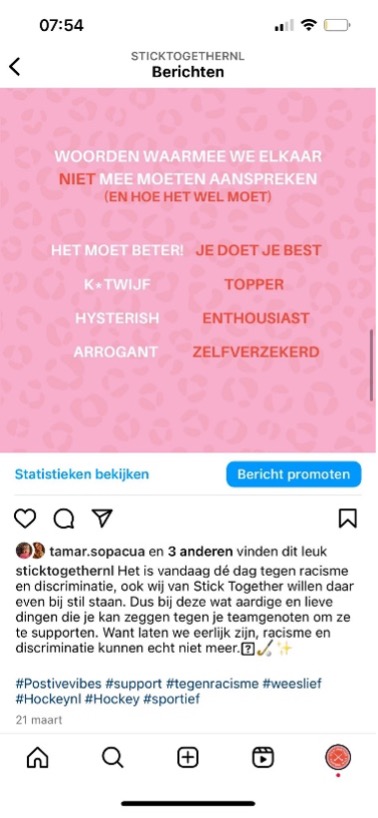 07:54
STICKTOGETHERNL
Berichten
WOORDEN WAARMEE WE ELKAAR
NIET MEE MOETEN AANSPREKEN
(EN HOE HET WEL MOET)
HET MOET BETER! JE DOET JE BEST
K*TWIJF TOPPER
HYSTERISH ENTHOUSIAST
ARROGANT ZELFVERZEKERD
Statistieken bekijken Bericht promoten
tamar.sopacua en 3 anderen vinden dit leuk
sticktogethernl Het is vandaag dé dag tegen racisme
en discriminatie, ook wij van Stick Together willen daar
even bij stil staan. Dus bij deze wat aardige en lieve
dingen die je kan zeggen tegen je teamgenoten om ze
te supporten. Want laten we eerlijk zijn, racisme en
discriminatie kunnen echt niet meer.
#Postivevibes #support #tegenracisme #weeslief
#Hockeynl #Hockey #sportief
21 maart